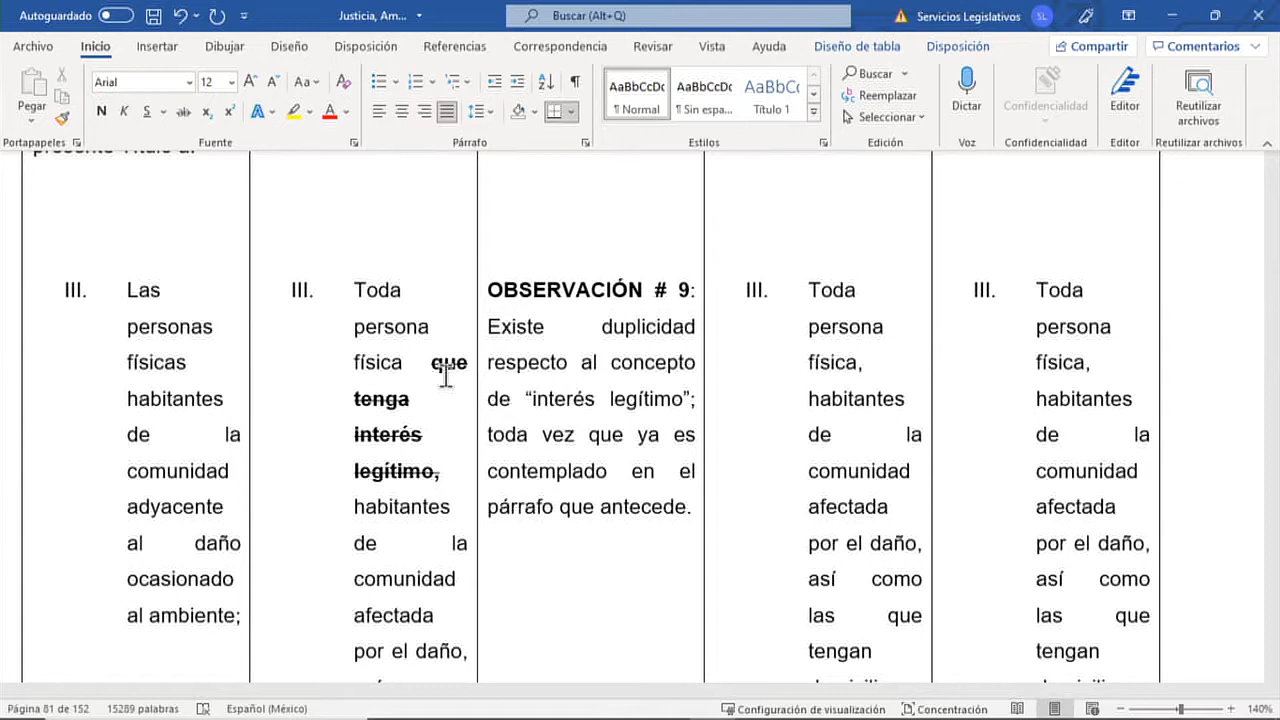 Autoguardado
Justicia, Am...
Buscar (Alt+Q)
Servicios Legislativos
SL
Archivo
Inicio
Insertar
Dibujar
Diseño
Disposición
Referencias
Correspondencia
Revisar
Vista
Ayuda
Diseño de tabla
Disposición
Compartir
Comentarios
Pegar
Arial
12
N K S
AaBbCcDc
¶ Normal
AaBbCcDc
¶ Sin espa...
AaBbCc
Título 1
Buscar
Reemplazar
Seleccionar
Dictar
Confidencialidad
Editor
Reutilizar
archivos
Portapapeles
Fuente
Párrafo
Estilos
Edición
Voz
Confidencialidad
Editor
Reutilizar archivos
III. Las
personas
físicas
habitantes
de la
comunidad
adyacente
al daño
ocasionado
al ambiente;
III. Toda
persona
física que
tenga
interés
legítimo,
habitantes
de la
comunidad
afectada
por el daño,
OBSERVACIÓN # 9:
Existe duplicidad
respecto al concepto
de “interés legítimo”;
toda vez que ya es
contemplado en el
párrafo que antecede.
III. Toda
persona
física,
habitantes
de la
comunidad
afectada
por el daño,
así como
las que
tengan
III. Toda
persona
física,
habitantes
de la
comunidad
afectada
por el daño,
así como
las que
tengan
Página 81 de 152
15289 palabras
Español (México)
Configuración de visualización
Concentración
140%